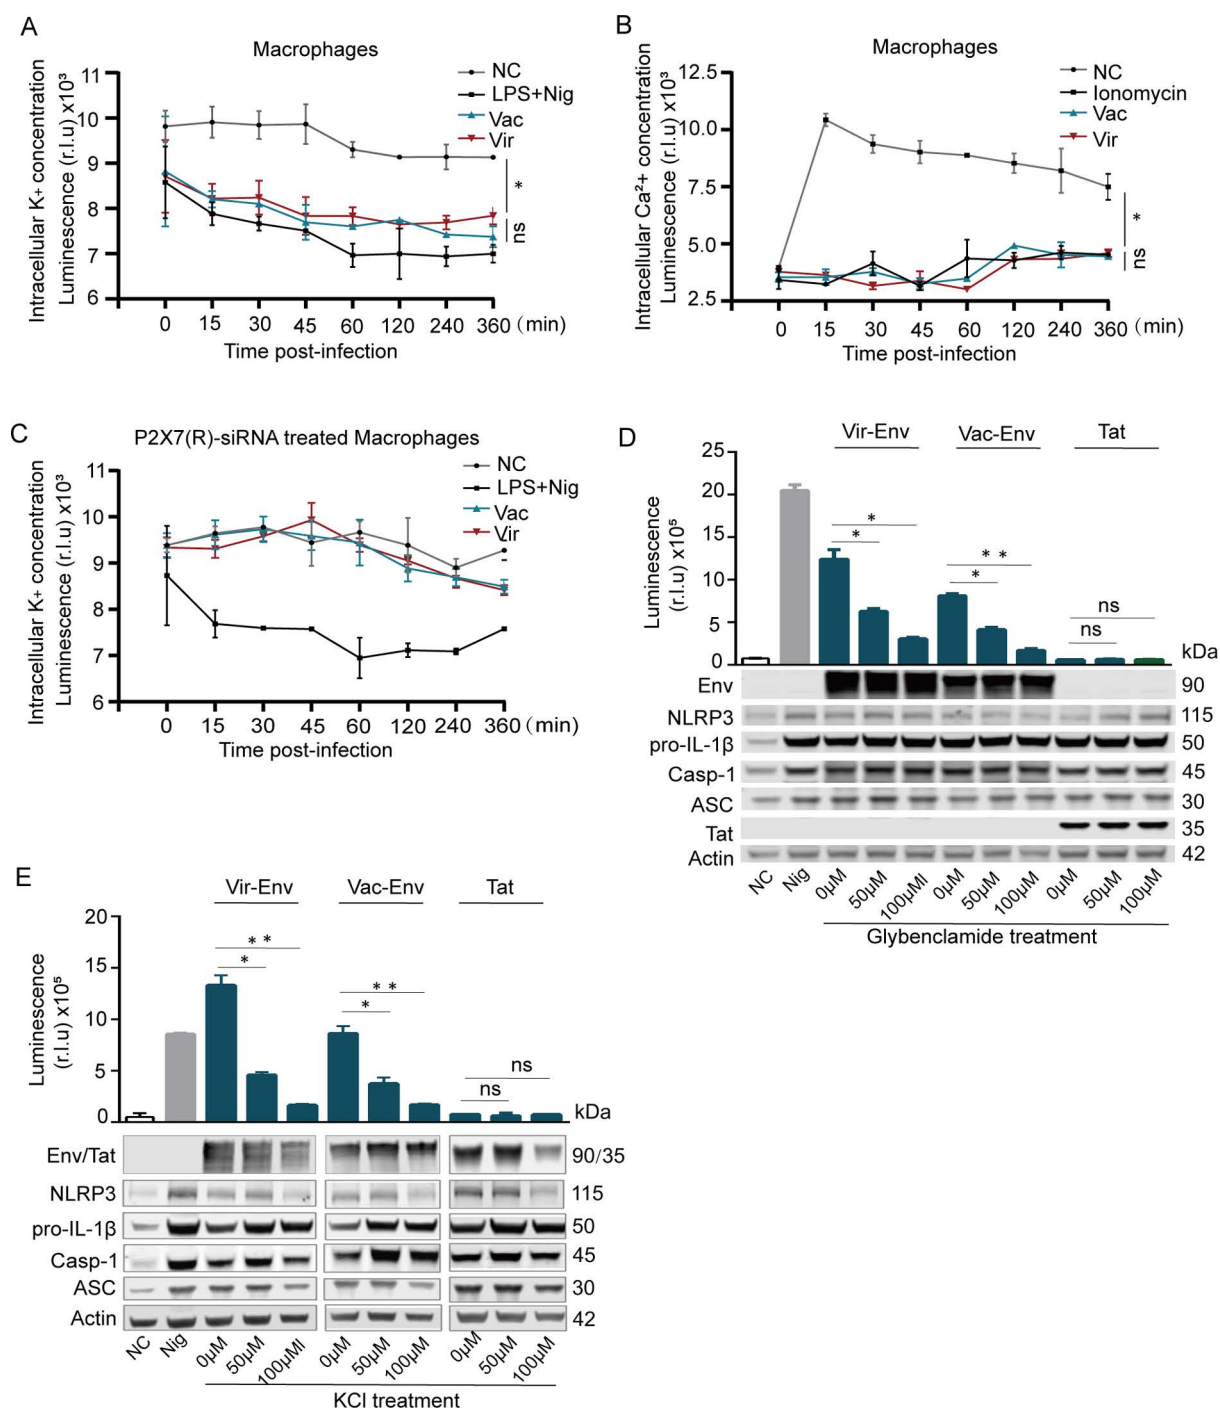 A
Macrophages
Intracellular K+ concentration
Luminescence (r.l.u) x10³
11
10
9
8
7
6
NC
LPS+Nig
Vac
Vir
*
ns
0 15 30 45 60 120 240 360 (min)
Time post-infection
B
Macrophages
Intracellular Ca²+ concentration
Luminescence (r.l.u) x10³
12.5
10.0
7.5
5.0
2.5
NC
Ionomycin
Vac
Vir
*
ns
0 15 30 45 60 120 240 360 (min)
Time post-infection
C
P2X7(R)-siRNA treated Macrophages
Intracellular K+ concentration
Luminescence (r.l.u) x10³
11
10
9
8
7
6
NC
LPS+Nig
Vac
Vir
0 15 30 45 60 120 240 360 (min)
Time post-infection
D
Vir-Env Vac-Env Tat
Luminescence
(r.l.u) x10⁵
25
20
15
10
5
0
*
*
* *
*
ns
ns
kDa
Env 90
NLRP3 115
pro-IL-1β 50
Casp-1 45
ASC 30
Tat 35
Actin 42
NC Nig 0µM 50µM 100µMl 0µM 50µM 100µM 0µM 50µM 100µM
Glybenclamide treatment
E
Vir-Env Vac-Env Tat
Luminescence
(r.l.u) x10⁵
20
15
10
5
0
* *
*
* *
*
ns
ns
kDa
Env/Tat 90/35
NLRP3 115
pro-IL-1β 50
Casp-1 45
ASC 30
Actin 42
NC Nig 0µM 50µM 100µMl 0µM 50µM 100µM 0µM 50µM 100µM
KCl treatment